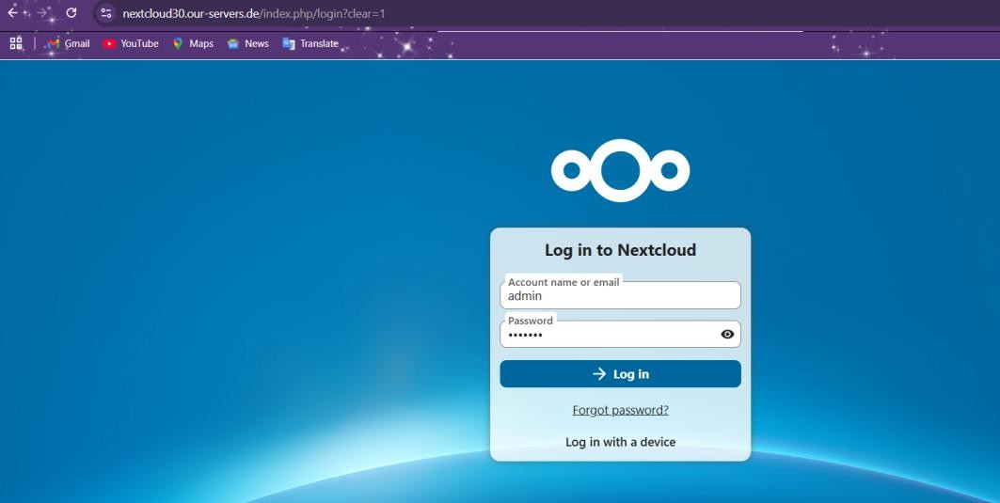 nextcloud30.our-servers.de/index.php/login?clear=1
Gmail YouTube Maps News Translate
Log in to Nextcloud
Account name or email
admin
Password
•••••••
Log in
Forgot password?
Log in with a device